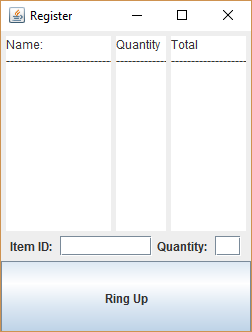 Register
Name: Quantity Total
Item ID: Quantity:
Ring Up